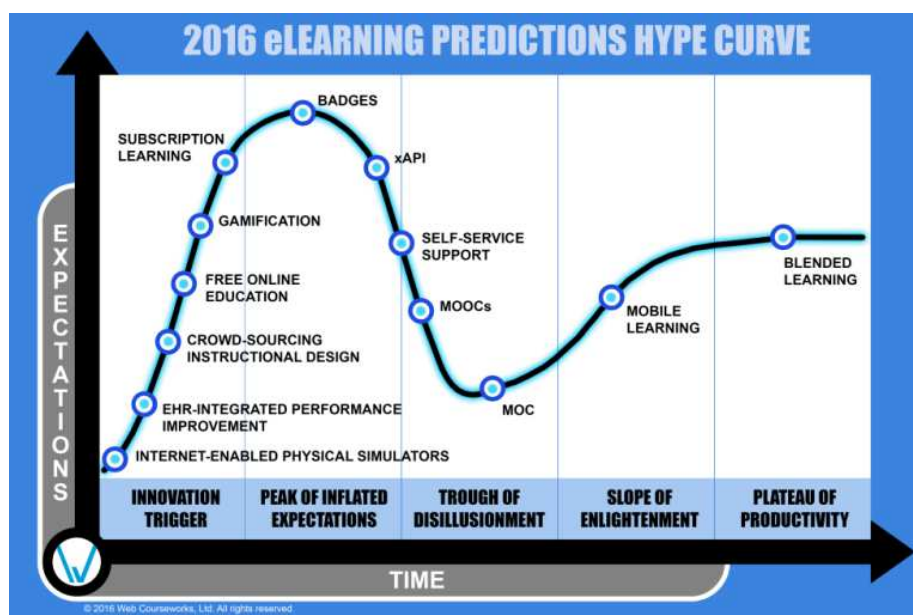 2016 eLEARNING PREDICTIONS HYPE CURVE
BADGES
SUBSCRIPTION
LEARNING
xAPI
GAMIFICATION
SELF-SERVICE
SUPPORT
FREE ONLINE
EDUCATION
MOOCs
CROWD-SOURCING
INSTRUCTIONAL DESIGN
MOBILE
LEARNING
BLENDED
LEARNING
MOC
EHR-INTEGRATED PERFORMANCE
IMPROVEMENT
INTERNET-ENABLED PHYSICAL SIMULATORS
EXPECTATIONS
INNOVATION
TRIGGER
PEAK OF INFLATED
EXPECTATIONS
TROUGH OF
DISILLUSIONMENT
SLOPE OF
ENLIGHTENMENT
PLATEAU OF
PRODUCTIVITY
W
TIME
© 2016 Web Courseworks, Ltd. All rights reserved.